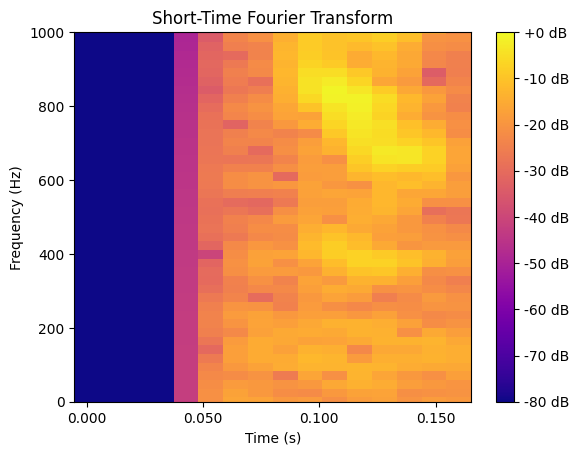 Short-Time Fourier Transform
1000
800
600
400
200
0
Frequency (Hz)
0.000
0.050
0.100
0.150
Time (s)
+0 dB
-10 dB
-20 dB
-30 dB
-40 dB
-50 dB
-60 dB
-70 dB
-80 dB